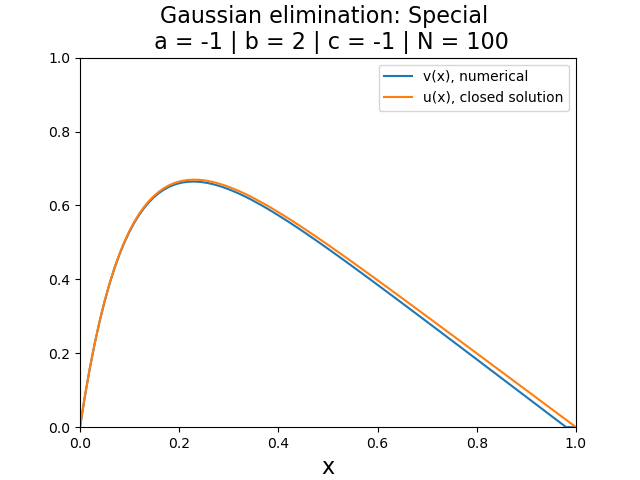 Gaussian elimination: Special
a = -1 | b = 2 | c = -1 | N = 100
v(x), numerical
u(x), closed solution
1.0
0.8
0.6
0.4
0.2
0.0
0.0 0.2 0.4 0.6 0.8 1.0
x